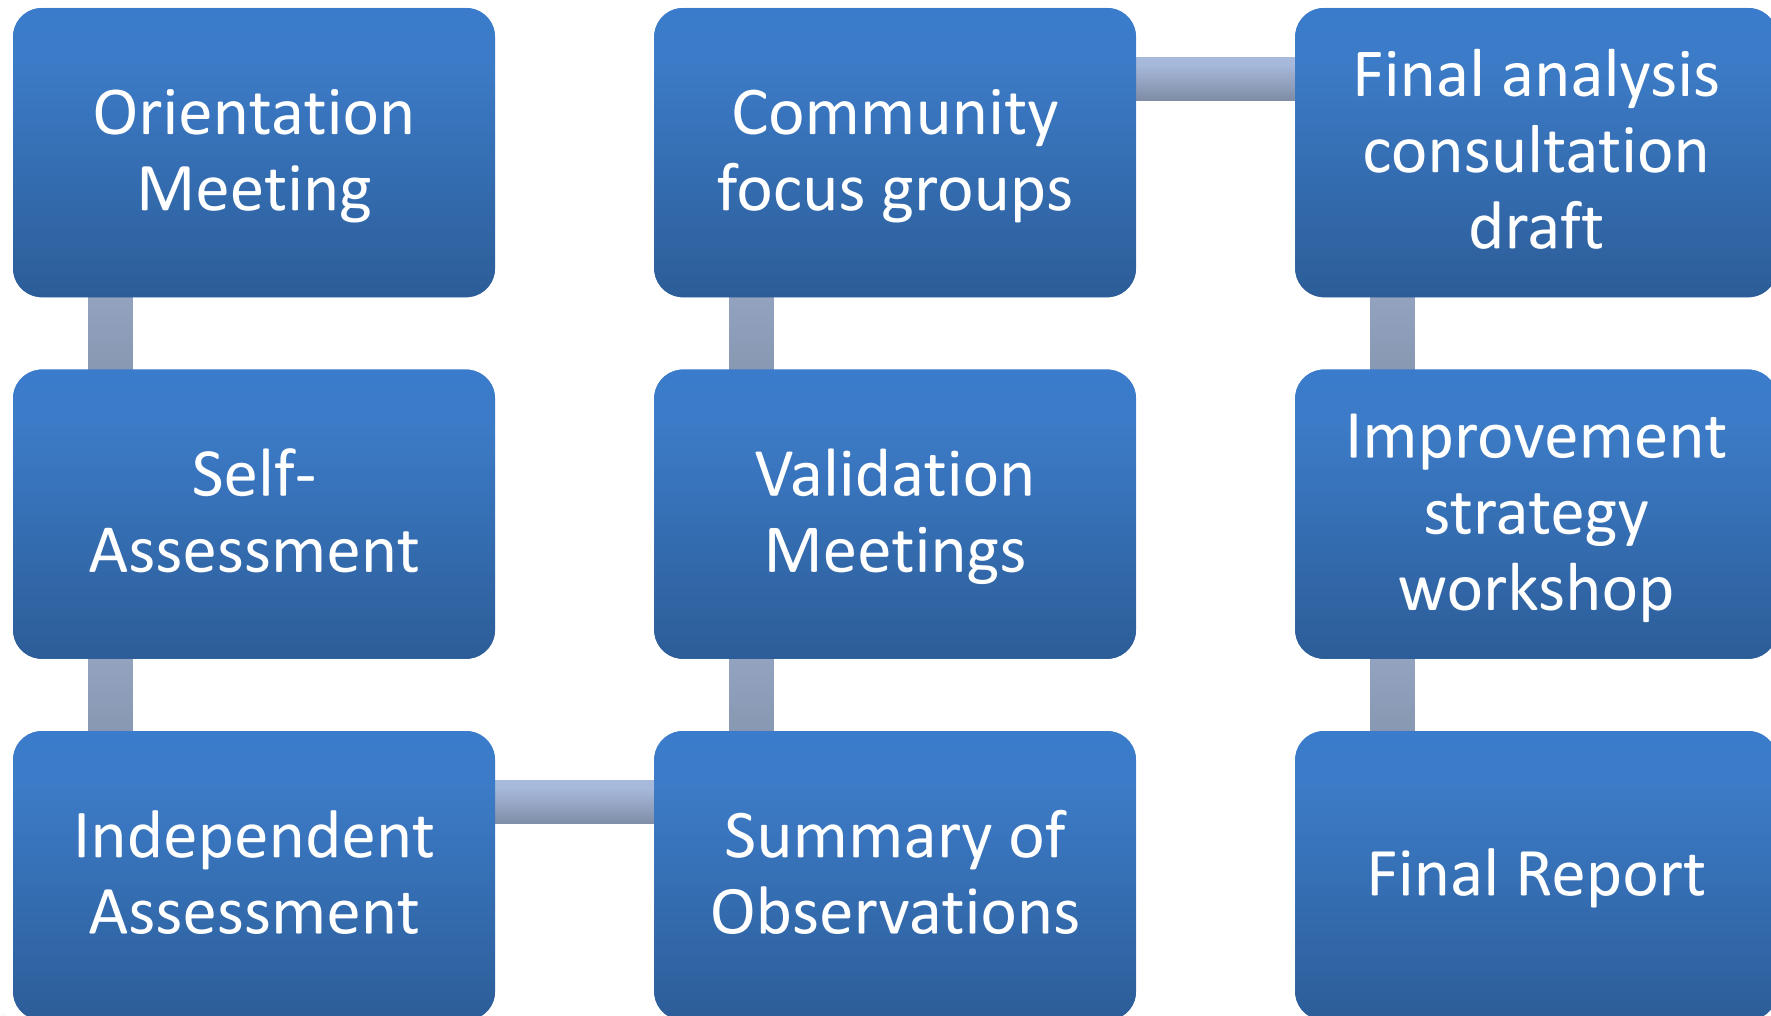 Orientation
Meeting
Self-
Assessment
Independent
Assessment
Summary of
Observations
Validation
Meetings
Community
focus groups
Final analysis
consultation
draft
Improvement
strategy
workshop
Final Report